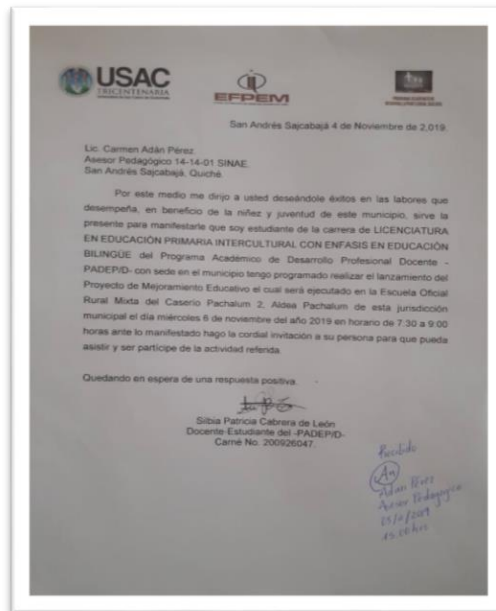 USAC
TRICENTENARIA
EFPEM
San Andrés Sajcabajá 4 de Noviembre de 2,019.
Lic. Carmen Adán Pérez
Asesor Pedagógico 14-14-01 SINAE.
San Andrés Sajcabajá, Quiché.
Por este medio me dirijo a usted deseándole éxitos en las labores que
desempeña, en beneficio de la niñez y juventud de este municipio, sirve la
presente para manifestarle que soy estudiante de la carrera de LICENCIATURA
EN EDUCACIÓN PRIMARIA INTERCULTURAL CON ENFASIS EN EDUCACIÓN
BILINGÜE del Programa Académico de Desarrollo Profesional Docente -
PADEP/D- con sede en el municipio tengo programado realizar el lanzamiento del
Proyecto de Mejoramiento Educativo el cual será ejecutado en la Escuela Oficial
Rural Mixta del Caserío Pachalum 2, Aldea Pachalum de esta jurisdicción
municipal el día miércoles 6 de noviembre del año 2019 en horario de 7:30 a 9:00
horas ante lo manifestado hago la cordial invitación a su persona para que pueda
asistir y ser partícipe de la actividad referida.
Quedando en espera de una respuesta positiva.
Silbia Patricia Cabrera de León
Docente-Estudiante del -PADEP/D-
Carné No. 200926047.
Recibido
Adán Pérez
Asesor Pedagógico
15:00 hrs